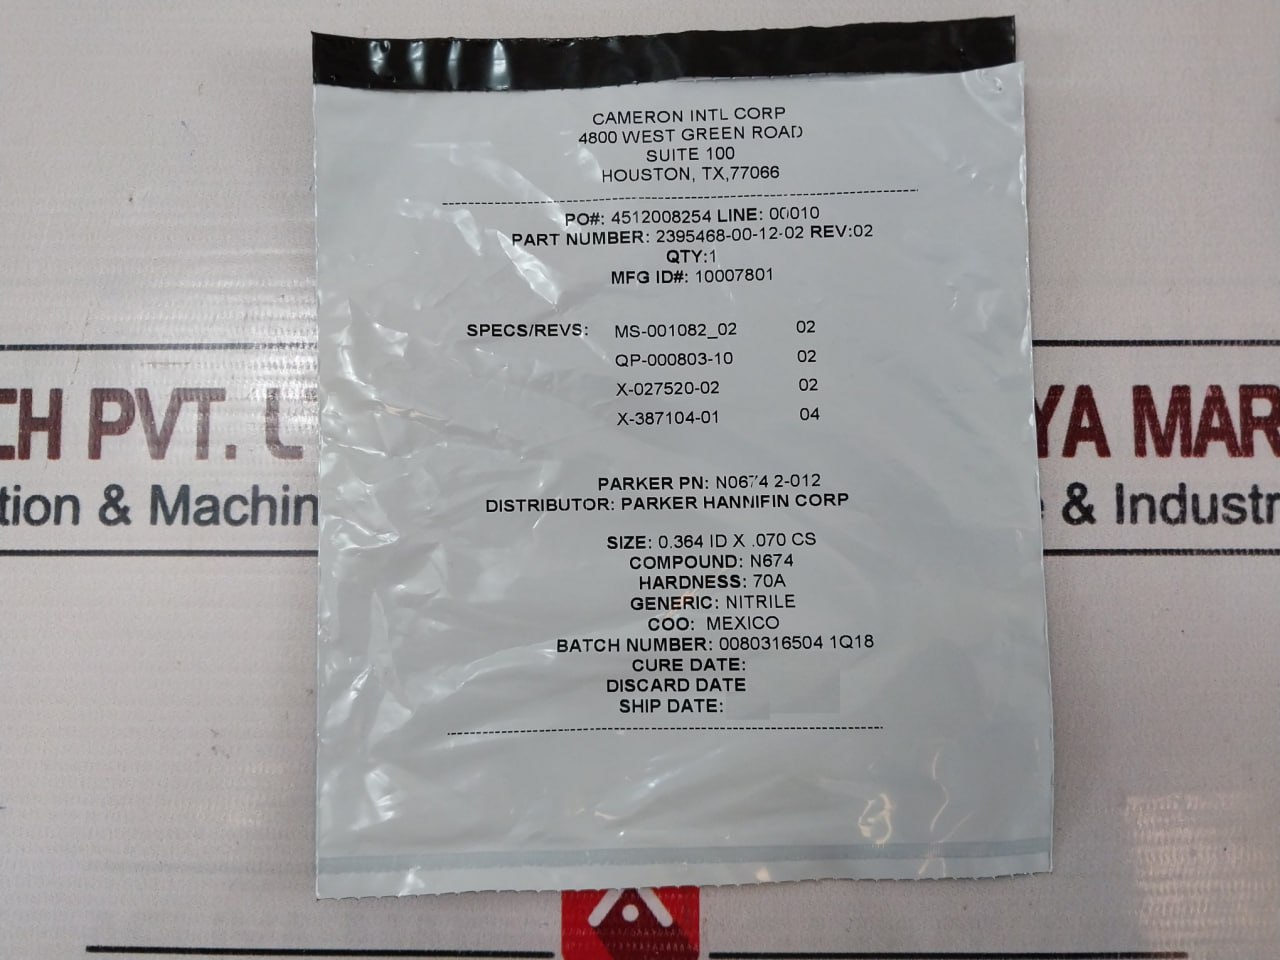 CAMERON INTL CORP
4800 WEST GREEN ROAD
SUITE 100
HOUSTON, TX,77066
PO#: 4512008254 LINE: 00010
PART NUMBER: 2395468-00-12-02 REV:02
QTY:1
MFG ID#: 10007801
SPECS/REVS: MS-001082_02 02
QP-000803-10 02
X-027520-02 02
X-387104-01 04
PARKER PN: N0674 2-012
DISTRIBUTOR: PARKER HANNIFIN CORP
SIZE: 0.364 ID X .070 CS
COMPOUND: N674
HARDNESS: 70A
GENERIC: NITRILE
COO: MEXICO
BATCH NUMBER: 0080316504 1Q18
CURE DATE:
DISCARD DATE
SHIP DATE:
CH PVT. L
YA MAR
tion & Machin
& Industr